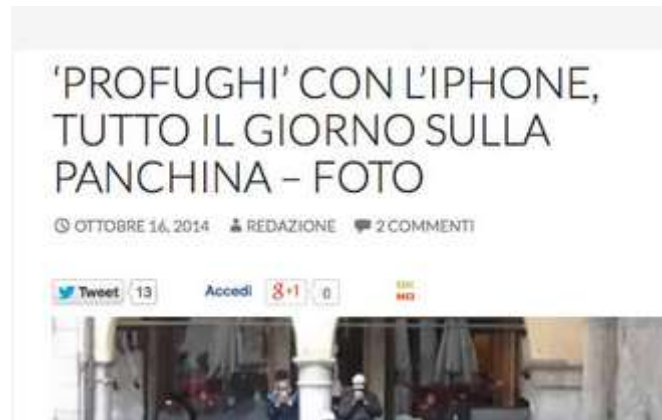 ‘PROFUGHI’ CON L’IPHONE,
TUTTO IL GIORNO SULLA
PANCHINA – FOTO
OTTOBRE 16, 2014 REDAZIONE 2 COMMENTI
Tweet 13 Accedi g+1 0
NO